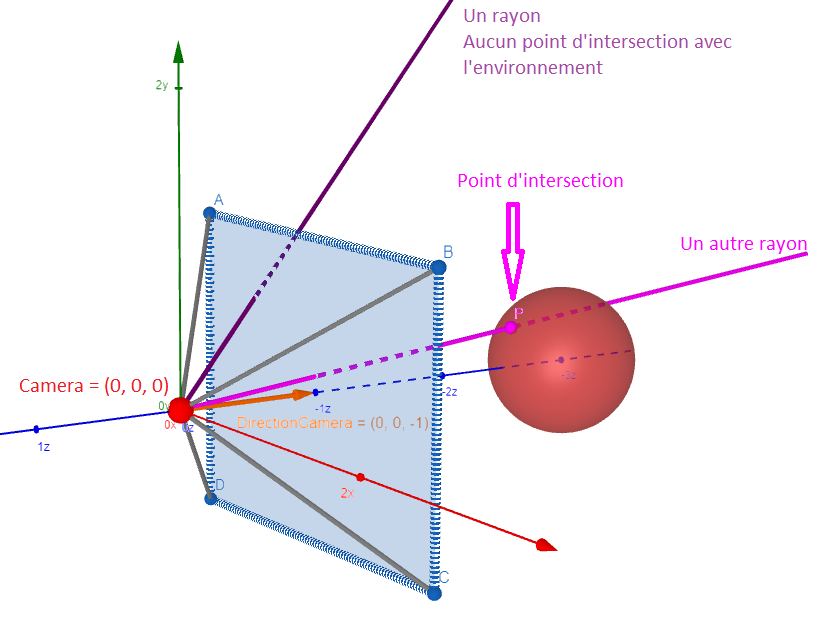 Un rayon
Aucun point d'intersection avec
l'environnement
2y
Point d'intersection
A
Un autre rayon
B
P
Camera = (0, 0, 0)
-3z
-2z
0y
-1z
0x
0z
DirectionCamera = (0, 0, -1)
1z
D
2x
C